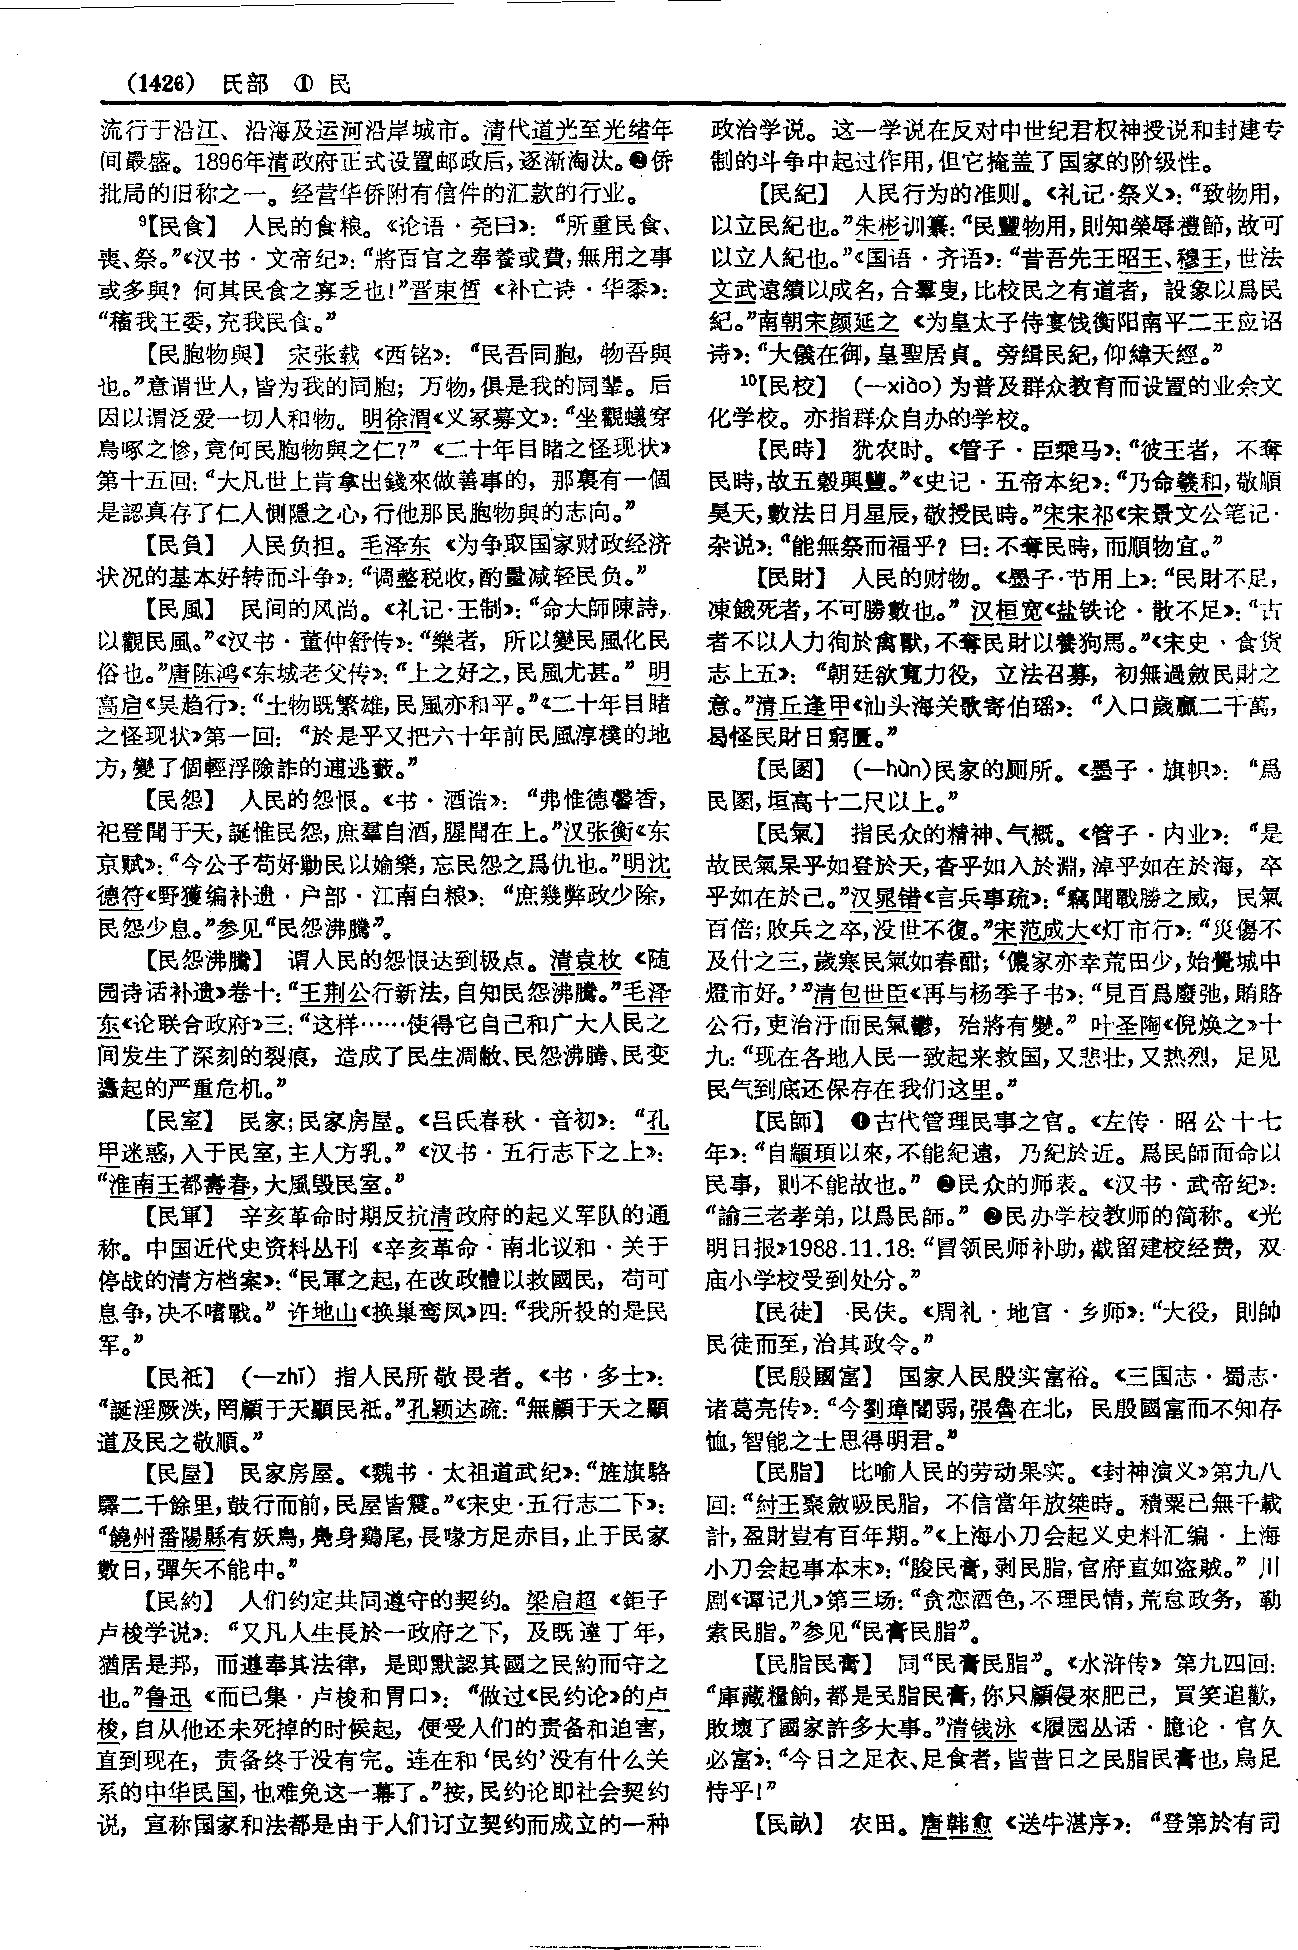 （1426） 氏部 ① 民
流行于沿江、沿海及运河沿岸城市。清代道光至光绪年
间最盛。1896年清政府正式设置邮政后，逐渐淘汰。❷侨
批局的旧称之一。经营华侨附有信件的汇款的行业。
⁹【民食】 人民的食粮。《论语·尧曰》：“所重民食、
喪、祭。”《汉书·文帝纪》：“將百官之奉養或費，無用之事
或多與？何其民食之寡乏也！”晋束皙《补亡诗·华黍》：
“穡我王委，充我民食。”
【民胞物與】 宋张载《西铭》：“民吾同胞，物吾與
也。”意谓世人，皆为我的同胞；万物，俱是我的同辈。后
因以谓泛爱一切人和物。明徐渭《义冢募文》：“坐觀蟻穿
鳥啄之慘，竟何民胞物與之仁？”《二十年目睹之怪现状》
第十五回：“大凡世上肯拿出錢來做善事的，那裏有一個
是認真存了仁人惻隱之心，行他那民胞物與的志向。”
【民負】 人民负担。毛泽东《为争取国家财政经济
状况的基本好转而斗争》：“调整税收，酌量减轻民负。”
【民風】 民间的风尚。《礼记·王制》：“命大師陳詩，
以觀民風。”《汉书·董仲舒传》：“樂者，所以變民風化民
俗也。”唐陈鸿《东城老父传》：“上之好之，民風尤甚。”明
高启《吴趋行》：“土物既繁雄，民風亦和平。”《二十年目睹
之怪现状》第一回：“於是乎又把六十年前民風淳樸的地
方，變了個輕浮險詐的逋逃藪。”
【民怨】 人民的怨恨。《书·酒诰》：“弗惟德馨香，
祀登聞于天，誕惟民怨，庶羣自酒，腥聞在上。”汉张衡《东
京赋》：“今公子苟好勦民以媮樂，忘民怨之爲仇也。”明沈
德符《野獲编补遗·户部·江南白粮》：“庶幾弊政少除，
民怨少息。”参见“民怨沸騰”。
【民怨沸騰】 谓人民的怨恨达到极点。清袁枚《随
园诗话补遗》卷十：“王荆公行新法，自知民怨沸騰。”毛泽
东《论联合政府》三：“这样……使得它自己和广大人民之
间发生了深刻的裂痕，造成了民生凋敝、民怨沸腾、民变
蠭起的严重危机。”
【民室】 民家；民家房屋。《吕氏春秋·音初》：“孔
甲迷惑，入于民室，主人方乳。”《汉书·五行志下之上》：
“淮南王都壽春，大風毁民室。”
【民軍】 辛亥革命时期反抗清政府的起义军队的通
称。中国近代史资料丛刊《辛亥革命·南北议和·关于
停战的清方档案》：“民軍之起，在改政體以救國民，苟可
息争，决不嗜戰。”许地山《换巢鸾凤》四：“我所投的是民
军。”
【民祗】 （—zhī） 指人民所敬畏者。《书·多士》：
“誕淫厥泆，罔顧于天顯民祗。”孔颖达疏：“無顧于天之顯
道及民之敬順。”
【民屋】 民家房屋。《魏书·太祖道武纪》：“旌旗駱
驛二千餘里，鼓行而前，民屋皆震。”《宋史·五行志二下》：
“饒州番陽縣有妖鳥，鳧身鷄尾，長喙方足赤目，止于民家
數日，彈矢不能中。”
【民約】 人们约定共同遵守的契约。梁启超《鉅子
卢梭学说》：“又凡人生長於一政府之下，及既達丁年，
猶居是邦，而遵奉其法律，是即默認其國之民約而守之
也。”鲁迅《而已集·卢梭和胃口》：“做过《民约论》的卢
梭，自从他还未死掉的时候起，便受人们的责备和迫害，
直到现在，责备终于没有完。连在和‘民约’没有什么关
系的中华民国，也难免这一幕了。”按，民约论即社会契约
说，宣称国家和法都是由于人们订立契约而成立的一种
政治学说。这一学说在反对中世纪君权神授说和封建专
制的斗争中起过作用，但它掩盖了国家的阶级性。
【民紀】 人民行为的准则。《礼记·祭义》：“致物用，
以立民紀也。”朱彬训纂：“民豐物用，則知榮辱禮節，故可
以立人紀也。”《国语·齐语》：“昔吾先王昭王、穆王，世法
文武遠績以成名，合羣叟，比校民之有道者，設象以爲民
紀。”南朝宋颜延之《为皇太子侍宴饯衡阳南平二王应诏
诗》：“大儀在御，皇聖居貞。旁緝民紀，仰緯天經。”
¹⁰【民校】 （—xiào）为普及群众教育而设置的业余文
化学校。亦指群众自办的学校。
【民時】 犹农时。《管子·臣乘马》：“彼王者，不奪
民時，故五穀興豐。”《史记·五帝本纪》：“乃命羲和，敬順
昊天，數法日月星辰，敬授民時。”宋宋祁《宋景文公笔记·
杂说》：“能無祭而福乎？曰：不奪民時，而順物宜。”
【民財】 人民的财物。《墨子·节用上》：“民財不足，
凍餓死者，不可勝數也。”汉桓宽《盐铁论·散不足》：“古
者不以人力徇於禽獸，不奪民財以養狗馬。”《宋史·食货
志上五》：“朝廷欲寬力役，立法召募，初無過斂民財之
意。”清丘逢甲《汕头海关歌寄伯瑶》：“入口歲贏二千萬，
曷怪民財日窮匱。”
【民圂】 （—hùn）民家的厕所。《墨子·旗帜》：“爲
民圂，垣高十二尺以上。”
【民氣】 指民众的精神、气概。《管子·内业》：“是
故民氣杲乎如登於天，杳乎如入於淵，淖乎如在於海，卒
乎如在於己。”汉晁错《言兵事疏》：“竊聞戰勝之威，民氣
百倍；敗兵之卒，没世不復。”宋范成大《灯市行》：“災傷不
及什之三，歲寒民氣如春酣；‘儂家亦幸荒田少，始覺城中
燈市好。’”清包世臣《再与杨季子书》：“見百爲廢弛，賄賂
公行，吏治汙而民氣鬱，殆將有變。”叶圣陶《倪焕之》十
九：“现在各地人民一致起来救国，又悲壮，又热烈，足见
民气到底还保存在我们这里。”
【民師】 ❶古代管理民事之官。《左传·昭公十七
年》：“自顓頊以來，不能紀遠，乃紀於近。爲民師而命以
民事，則不能故也。”❷民众的师表。《汉书·武帝纪》：
“諭三老孝弟，以爲民師。”❸民办学校教师的简称。《光
明日报》1988.11.18：“冒领民师补助，截留建校经费，双
庙小学校受到处分。”
【民徒】 民伕。《周礼·地官·乡师》：“大役，則帥
民徒而至，治其政令。”
【民殷國富】 国家人民殷实富裕。《三国志·蜀志·
诸葛亮传》：“今劉璋闇弱，張魯在北，民殷國富而不知存
恤，智能之士思得明君。”
【民脂】 比喻人民的劳动果实。《封神演义》第九八
回：“紂王聚斂吸民脂，不信當年放桀時。積粟已無千載
計，盈財豈有百年期。”《上海小刀会起义史料汇编·上海
小刀会起事本末》：“朘民膏，剥民脂，官府直如盗贼。”川
剧《谭记儿》第三场：“贪恋酒色，不理民情，荒怠政务，勒
索民脂。”参见“民膏民脂”。
【民脂民膏】 同“民膏民脂”。《水浒传》第九四回：
“庫藏糧餉，都是民脂民膏，你只顧侵來肥己，買笑追歡，
敗壞了國家許多大事。”清钱泳《履园丛话·臆论·官久
必富》：“今日之足衣、足食者，皆昔日之民脂民膏也，烏足
恃乎！”
【民畝】 农田。唐韩愈《送牛湛序》：“登第於有司